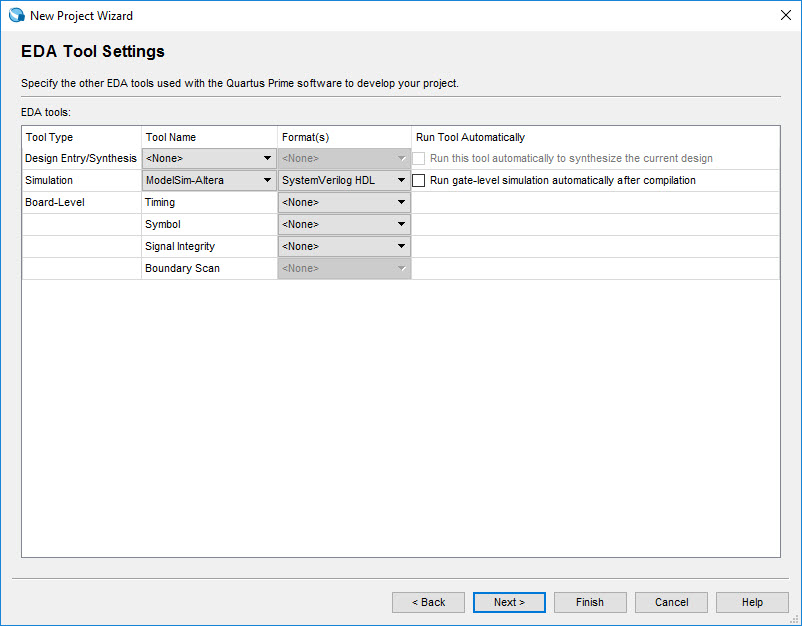 New Project Wizard
EDA Tool Settings
Specify the other EDA tools used with the Quartus Prime software to develop your project.
EDA tools:
Tool Type Tool Name Format(s) Run Tool Automatically
Design Entry/Synthesis <None> <None> Run this tool automatically to synthesize the current design
Simulation ModelSim-Altera SystemVerilog HDL Run gate-level simulation automatically after compilation
Board-Level Timing <None>
Symbol <None>
Signal Integrity <None>
Boundary Scan <None>
< Back Next > Finish Cancel Help